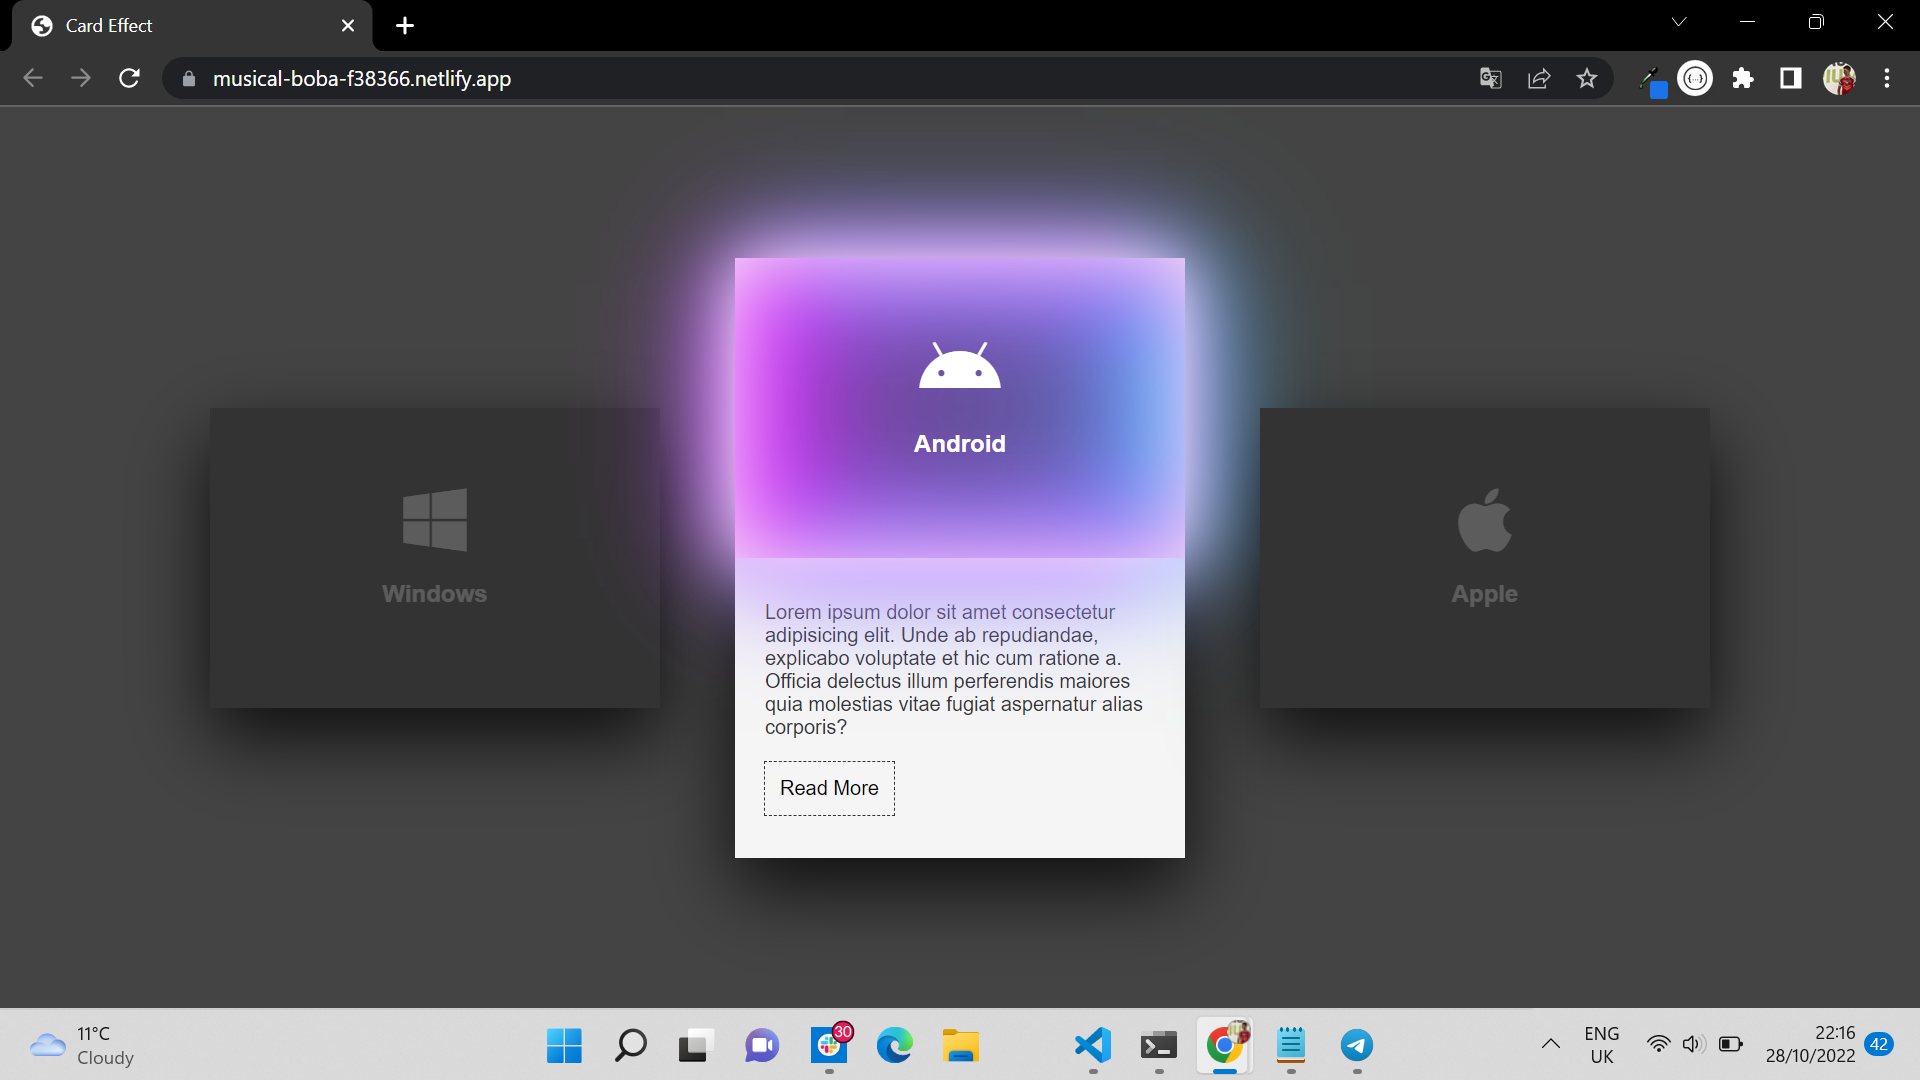 Card Effect
musical-boba-f38366.netlify.app
Android
Windows
Apple
Lorem ipsum dolor sit amet consectetur
adipisicing elit. Unde ab repudiandae,
explicabo voluptate et hic cum ratione a.
Officia delectus illum perferendis maiores
quia molestias vitae fugiat aspernatur alias
corporis?
Read More
11°C
Cloudy
30
ENG
UK
22:16
28/10/2022
42